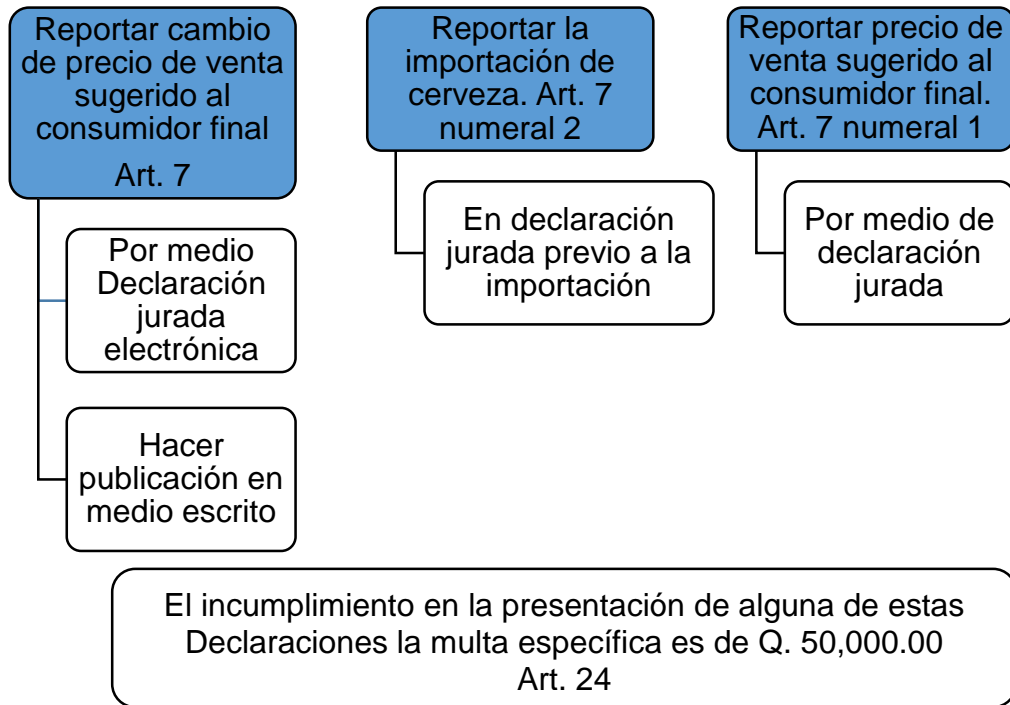 Reportar cambio
de precio de venta
sugerido al
consumidor final
Art. 7
Por medio
Declaración
jurada
electrónica
Hacer
publicación en
medio escrito
Reportar la
importación de
cerveza. Art. 7
numeral 2
En declaración
jurada previo a la
importación
Reportar precio de
venta sugerido al
consumidor final.
Art. 7 numeral 1
Por medio de
declaración
jurada
El incumplimiento en la presentación de alguna de estas
Declaraciones la multa específica es de Q. 50,000.00
Art. 24